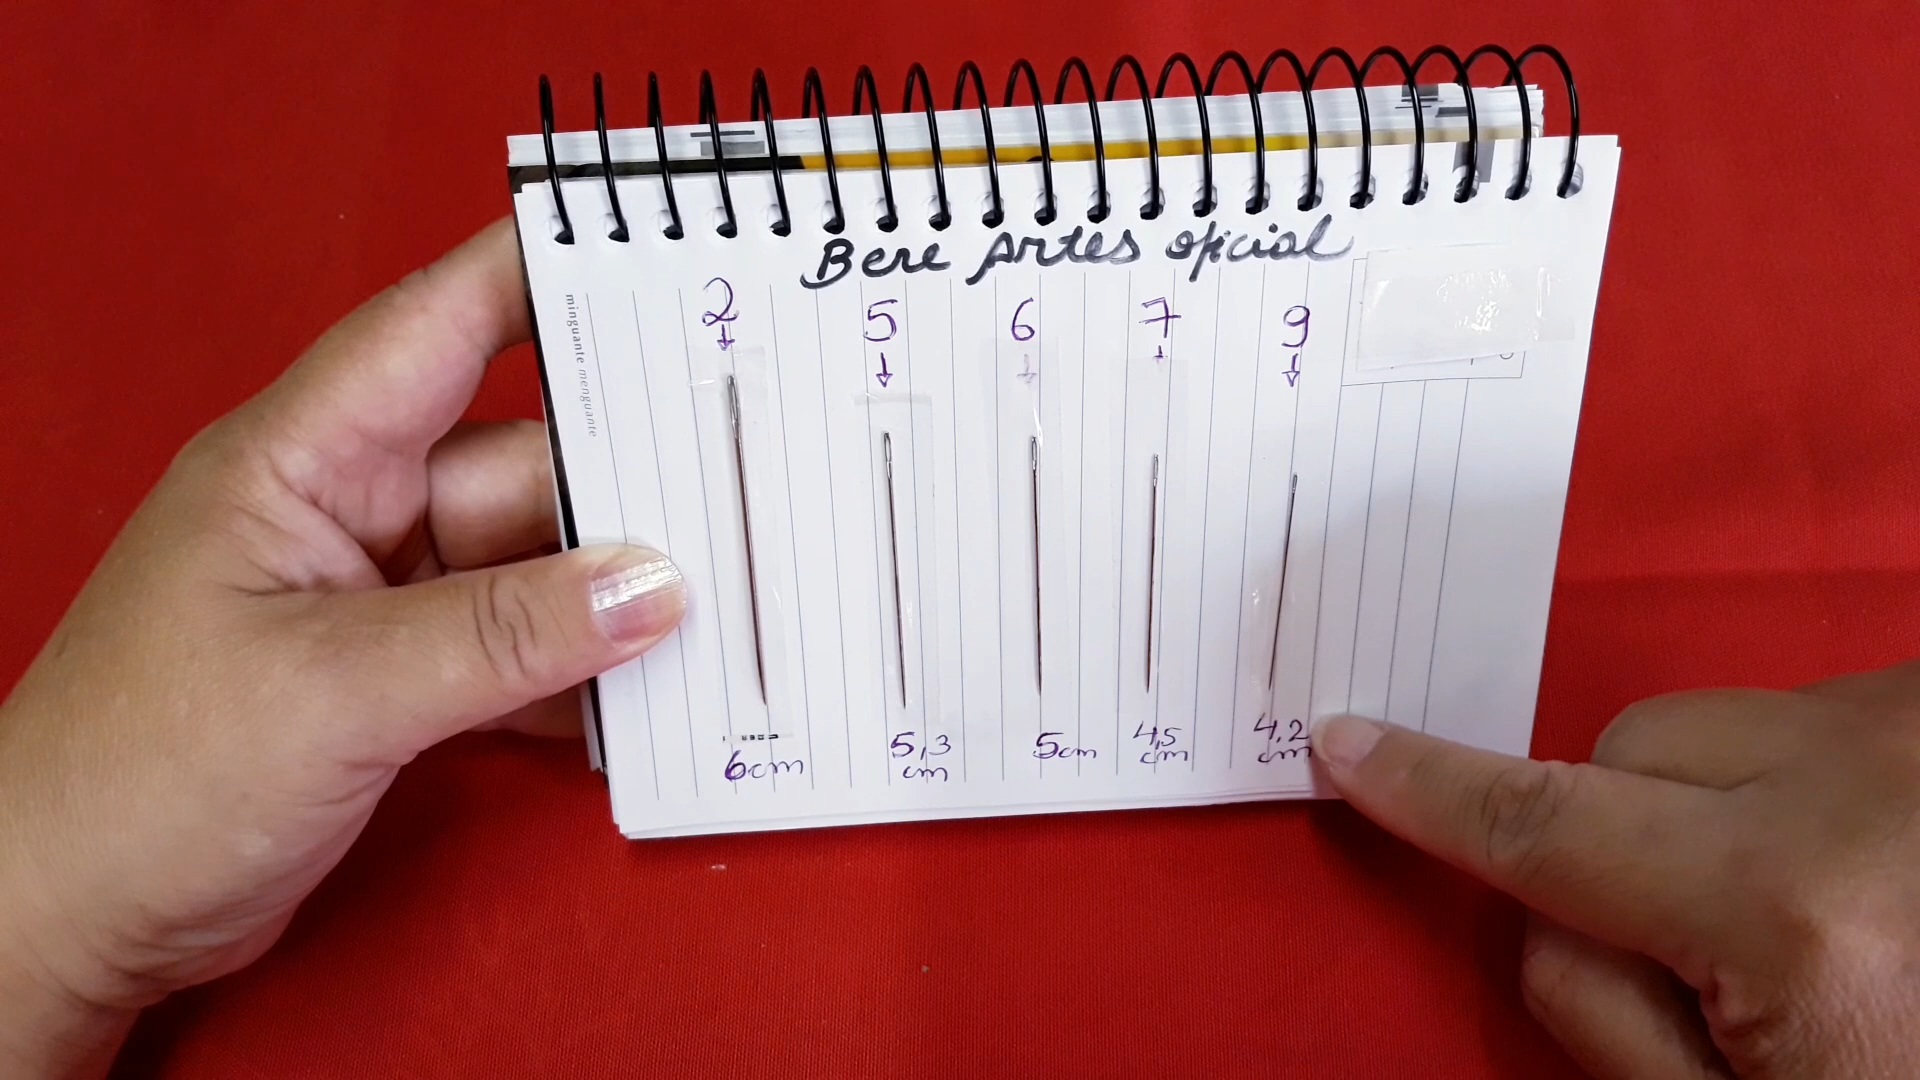 Bere Artes oficial
2 5 6 7 9
6cm 5,3 cm 5cm 4,5 cm 4,2 cm
minguante menguante